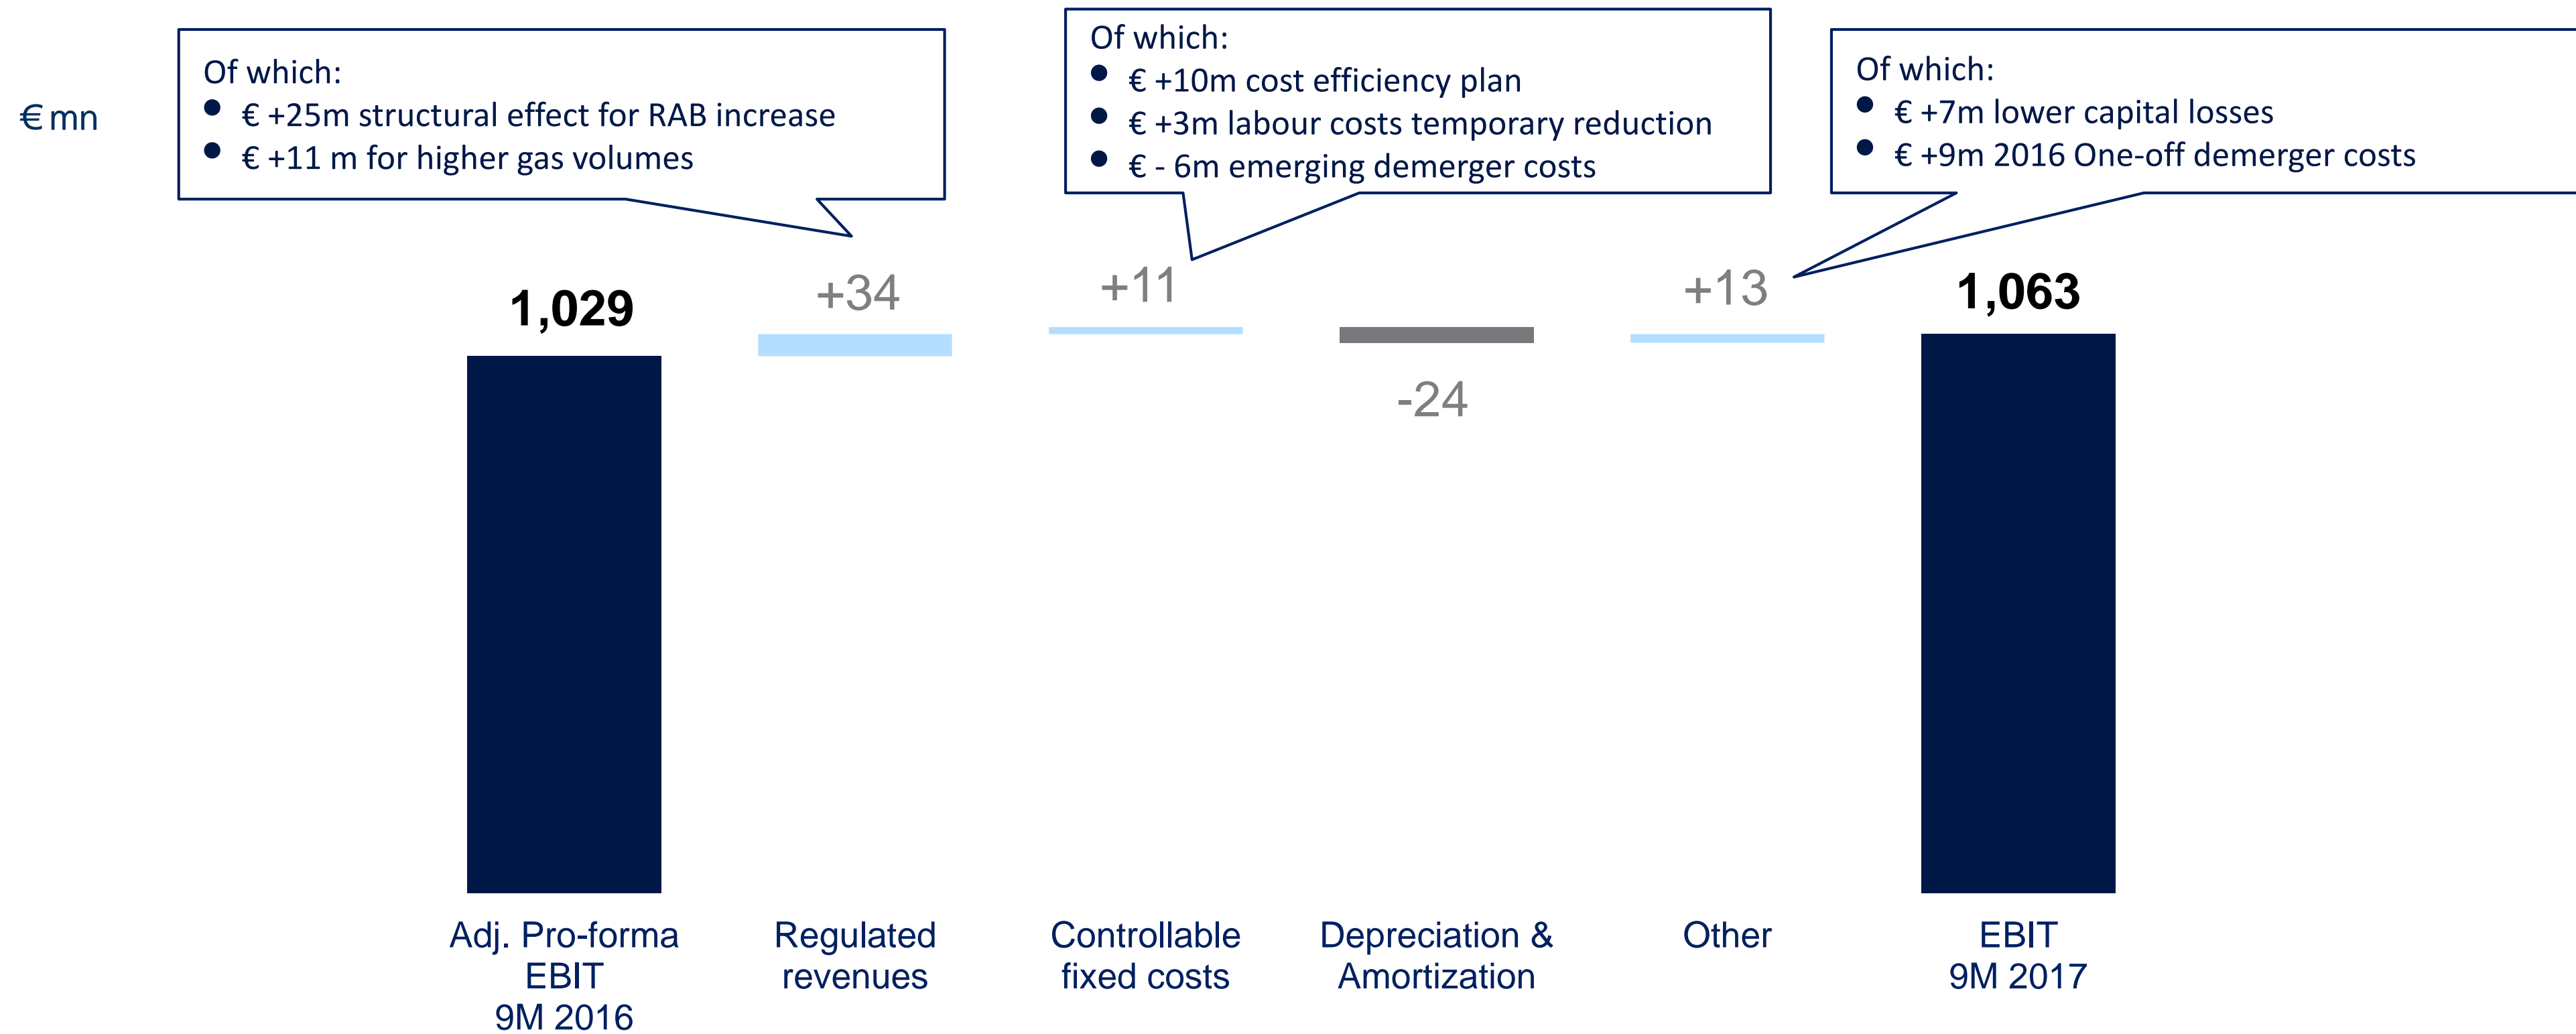 € mn
Of which:
● € +25m structural effect for RAB increase
● € +11 m for higher gas volumes
Of which:
● € +10m cost efficiency plan
● € +3m labour costs temporary reduction
● € - 6m emerging demerger costs
Of which:
● € +7m lower capital losses
● € +9m 2016 One-off demerger costs
1,029
+34
+11
-24
+13
1,063
Adj. Pro-forma
EBIT
9M 2016
Regulated
revenues
Controllable
fixed costs
Depreciation &
Amortization
Other
EBIT
9M 2017